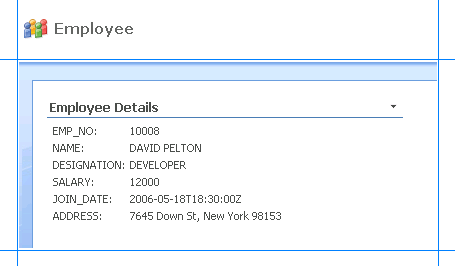 Employee
Employee Details
EMP_NO: 10008
NAME: DAVID PELTON
DESIGNATION: DEVELOPER
SALARY: 12000
JOIN_DATE: 2006-05-18T18:30:00Z
ADDRESS: 7645 Down St, New York 98153